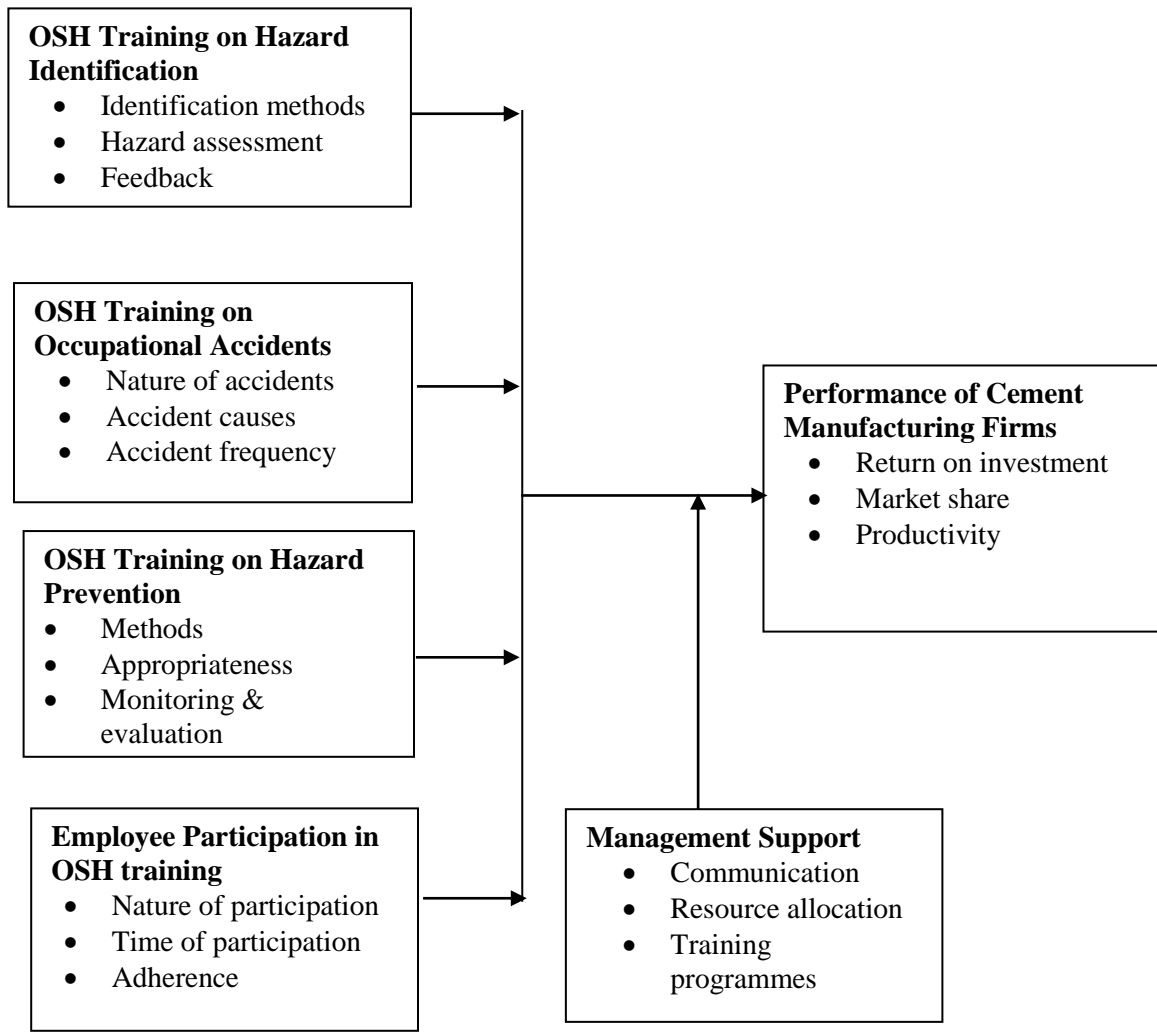 OSH Training on Hazard
Identification
• Identification methods
• Hazard assessment
• Feedback
OSH Training on
Occupational Accidents
• Nature of accidents
• Accident causes
• Accident frequency
OSH Training on Hazard
Prevention
• Methods
• Appropriateness
• Monitoring &
evaluation
Employee Participation in
OSH training
• Nature of participation
• Time of participation
• Adherence
Performance of Cement
Manufacturing Firms
• Return on investment
• Market share
• Productivity
Management Support
• Communication
• Resource allocation
• Training
programmes